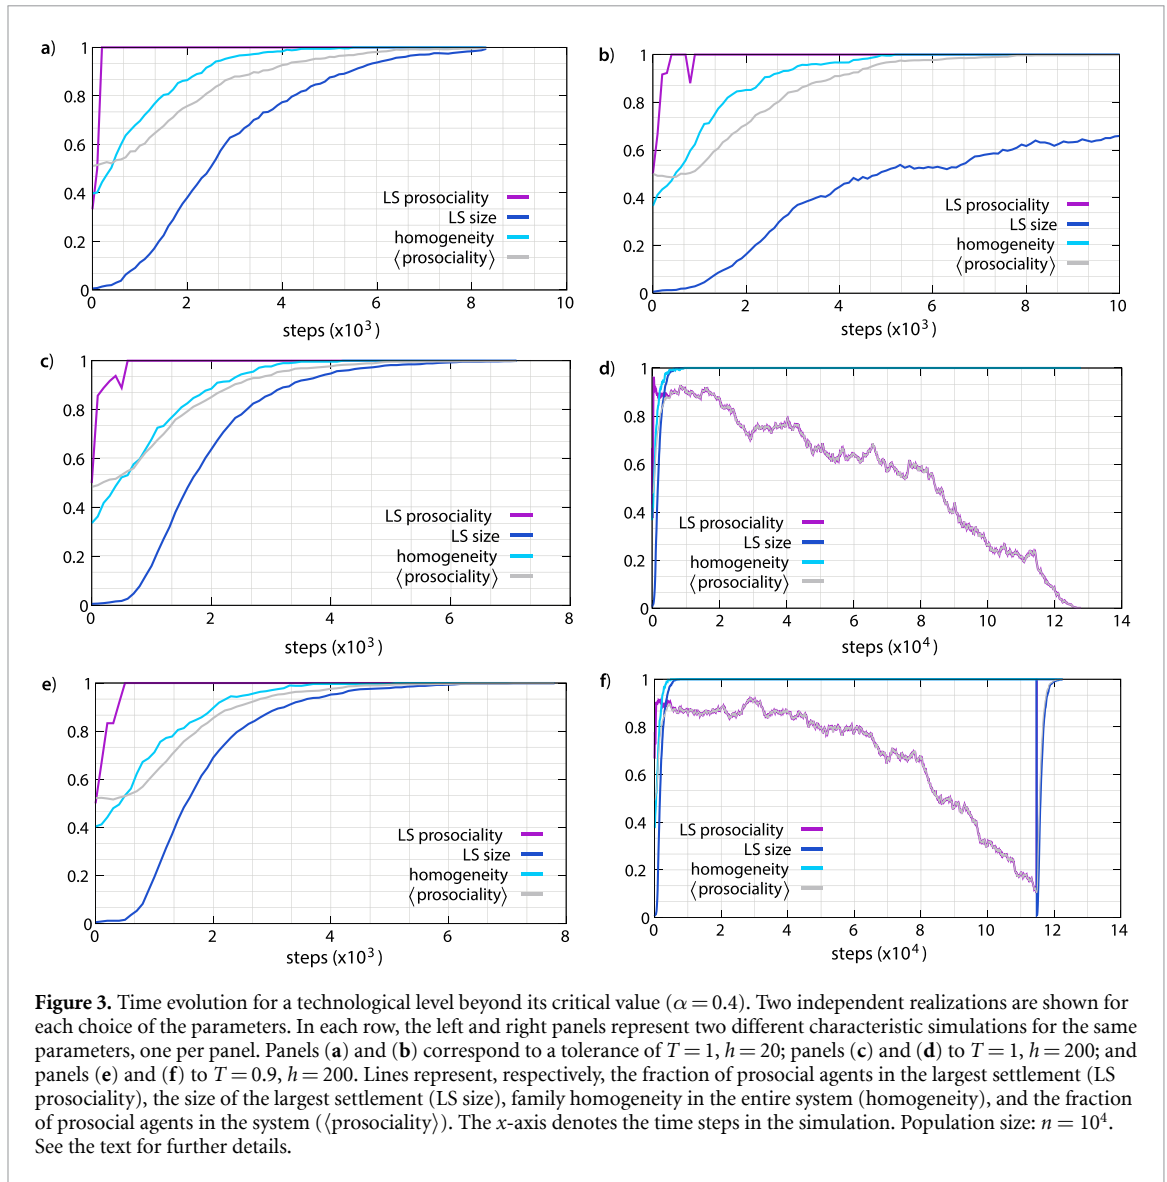 a)
1
0.8
0.6
0.4
0.2
0
0 2 4 6 8 10
steps (x10³)
LS prosociality
LS size
homogeneity
⟨prosociality⟩
b)
1
0.8
0.6
0.4
0.2
0
0 2 4 6 8 10
steps (x10³)
LS prosociality
LS size
homogeneity
⟨prosociality⟩
c)
1
0.8
0.6
0.4
0.2
0
0 2 4 6 8
steps (x10³)
LS prosociality
LS size
homogeneity
⟨prosociality⟩
d)
1
0.8
0.6
0.4
0.2
0
0 2 4 6 8 10 12 14
steps (x10⁴)
LS prosociality
LS size
homogeneity
⟨prosociality⟩
e)
1
0.8
0.6
0.4
0.2
0
0 2 4 6 8
steps (x10³)
LS prosociality
LS size
homogeneity
⟨prosociality⟩
f)
1
0.8
0.6
0.4
0.2
0
0 2 4 6 8 10 12 14
steps (x10⁴)
LS prosociality
LS size
homogeneity
⟨prosociality⟩
Figure 3. Time evolution for a technological level beyond its critical value (α = 0.4). Two independent realizations are shown for
each choice of the parameters. In each row, the left and right panels represent two different characteristic simulations for the same
parameters, one per panel. Panels (a) and (b) correspond to a tolerance of T = 1, h = 20; panels (c) and (d) to T = 1, h = 200; and
panels (e) and (f) to T = 0.9, h = 200. Lines represent, respectively, the fraction of prosocial agents in the largest settlement (LS
prosociality), the size of the largest settlement (LS size), family homogeneity in the entire system (homogeneity), and the fraction
of prosocial agents in the system (⟨prosociality⟩). The x-axis denotes the time steps in the simulation. Population size: n = 10⁴.
See the text for further details.